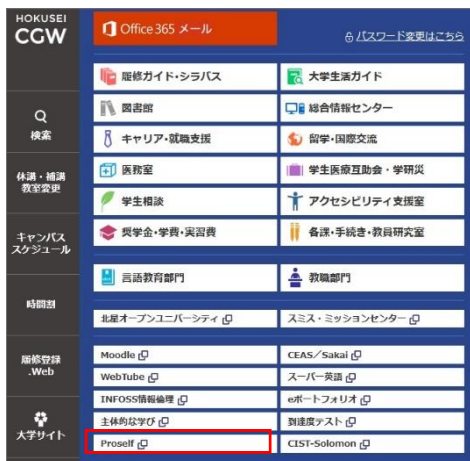 HOKUSEI
CGW
Office 365 メール
パスワード変更はこちら
検索
休講・補講
教室変更
キャンパス
スケジュール
時間割
履修登録
.Web
大学サイト
履修ガイド・シラバス
大学生活ガイド
図書館
総合情報センター
キャリア・就職支援
留学・国際交流
医務室
学生医療互助会・学研災
学生相談
アクセシビリティ支援室
奨学金・学費・実習費
各課・手続き・教員研究室
言語教育部門
教職部門
北星オープンユニバーシティ
スミス・ミッションセンター
Moodle
CEAS/Sakai
WebTube
スーパー英語
INFOSS情報倫理
eポートフォリオ
主体的な学び
到達度テスト
Proself
CIST-Solomon